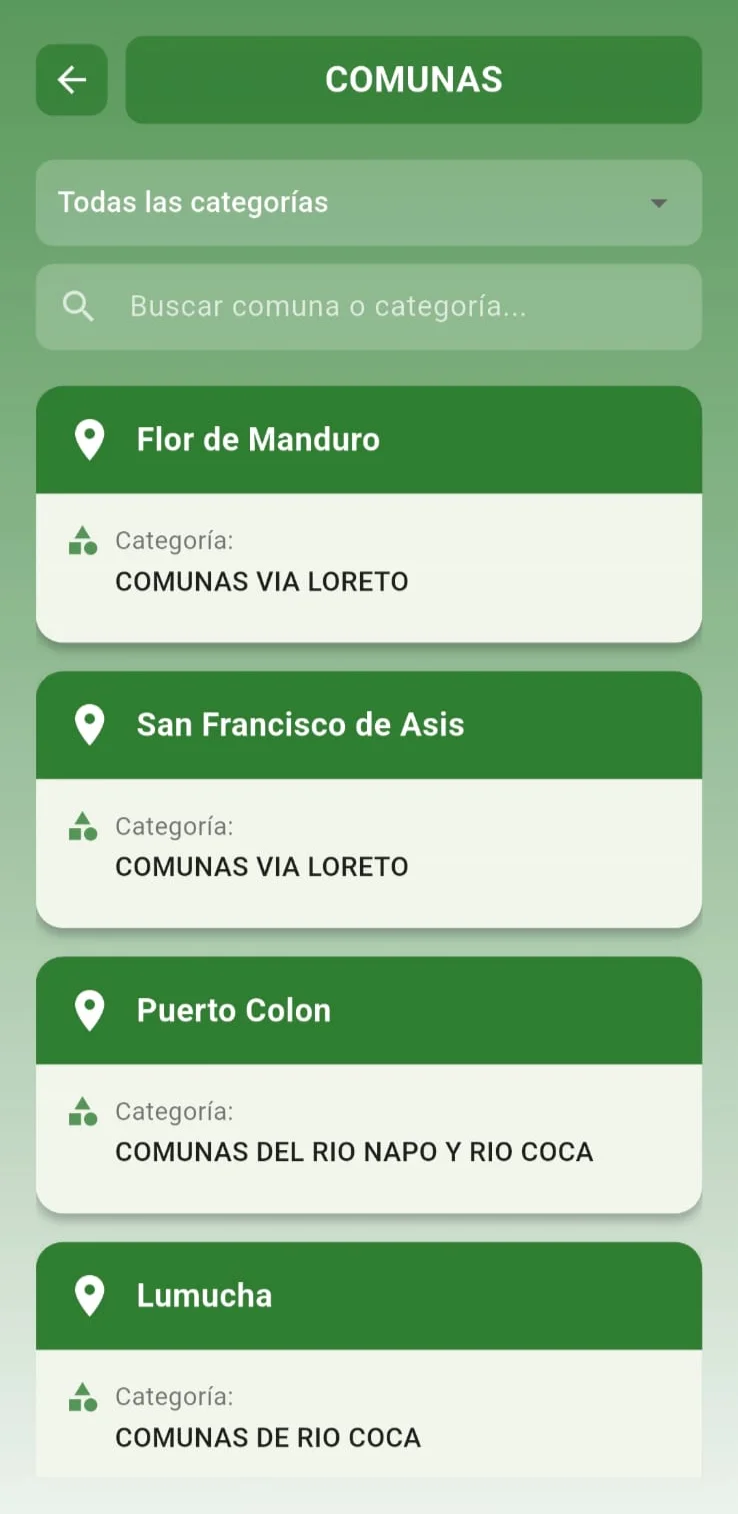 COMUNAS
Todas las categorías
Buscar comuna o categoría...
Flor de Manduro
Categoría:
COMUNAS VIA LORETO
San Francisco de Asis
Categoría:
COMUNAS VIA LORETO
Puerto Colon
Categoría:
COMUNAS DEL RIO NAPO Y RIO COCA
Lumucha
Categoría:
COMUNAS DE RIO COCA